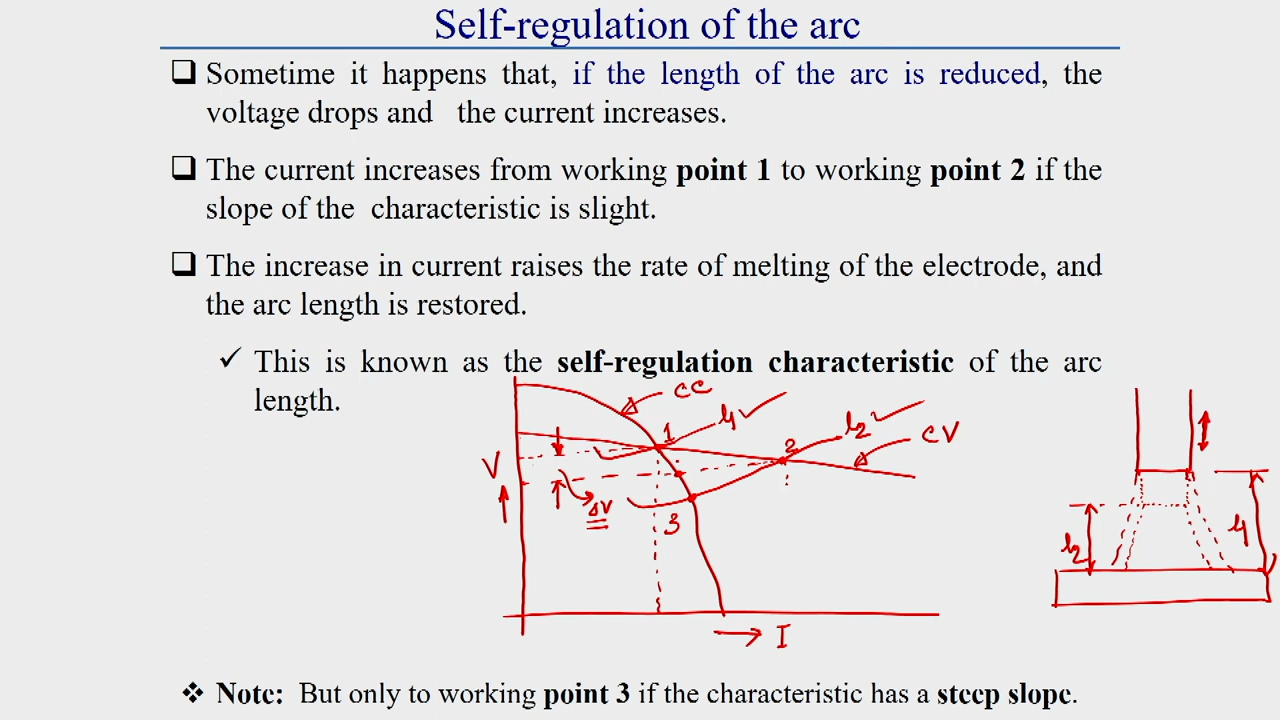 Self-regulation of the arc
❑ Sometime it happens that, if the length of the arc is reduced, the
voltage drops and the current increases.
❑ The current increases from working point 1 to working point 2 if the
slope of the characteristic is slight.
❑ The increase in current raises the rate of melting of the electrode, and
the arc length is restored.
✓ This is known as the self-regulation characteristic of the arc
length.
CC
1
l1
2
l2
CV
V
ΔV
3
I
l2
l1
❖ Note: But only to working point 3 if the characteristic has a steep slope.